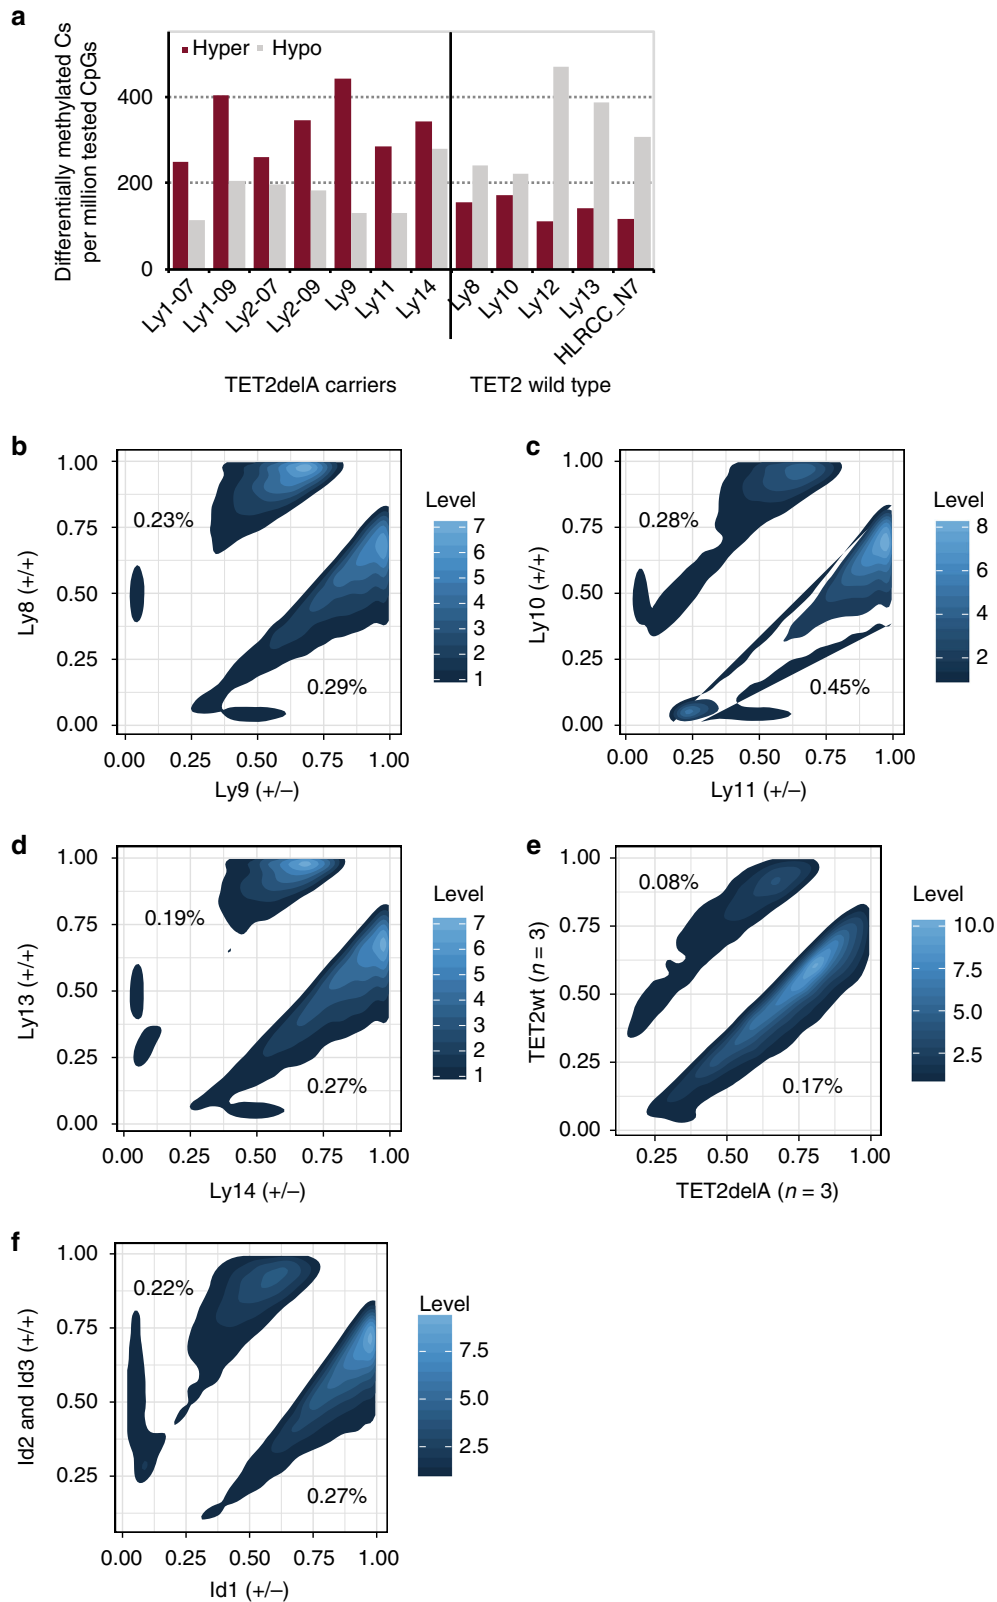 a
Differentially methylated Cs
per million tested CpGs
Hyper Hypo
400
200
0
Ly1-07 Ly1-09 Ly2-07 Ly2-09 Ly9 Ly11 Ly14 Ly8 Ly10 Ly12 Ly13 HLRCC_N7
TET2delA carriers TET2 wild type
b
Ly8 (+/+)
1.00
0.75
0.50
0.25
0.00
0.23%
0.29%
0.00 0.25 0.50 0.75 1.00
Ly9 (+/–)
Level
7
6
5
4
3
2
1
c
Ly10 (+/+)
1.00
0.75
0.50
0.25
0.00
0.28%
0.45%
0.00 0.25 0.50 0.75 1.00
Ly11 (+/–)
Level
8
6
4
2
d
Ly13 (+/+)
1.00
0.75
0.50
0.25
0.00
0.19%
0.27%
0.00 0.25 0.50 0.75 1.00
Ly14 (+/–)
Level
7
6
5
4
3
2
1
e
TET2wt (n = 3)
1.00
0.75
0.50
0.25
0.00
0.08%
0.17%
0.25 0.50 0.75 1.00
TET2delA (n = 3)
Level
10.0
7.5
5.0
2.5
f
Id2 and Id3 (+/+)
1.00
0.75
0.50
0.25
0.22%
0.27%
0.00 0.25 0.50 0.75 1.00
Id1 (+/–)
Level
7.5
5.0
2.5